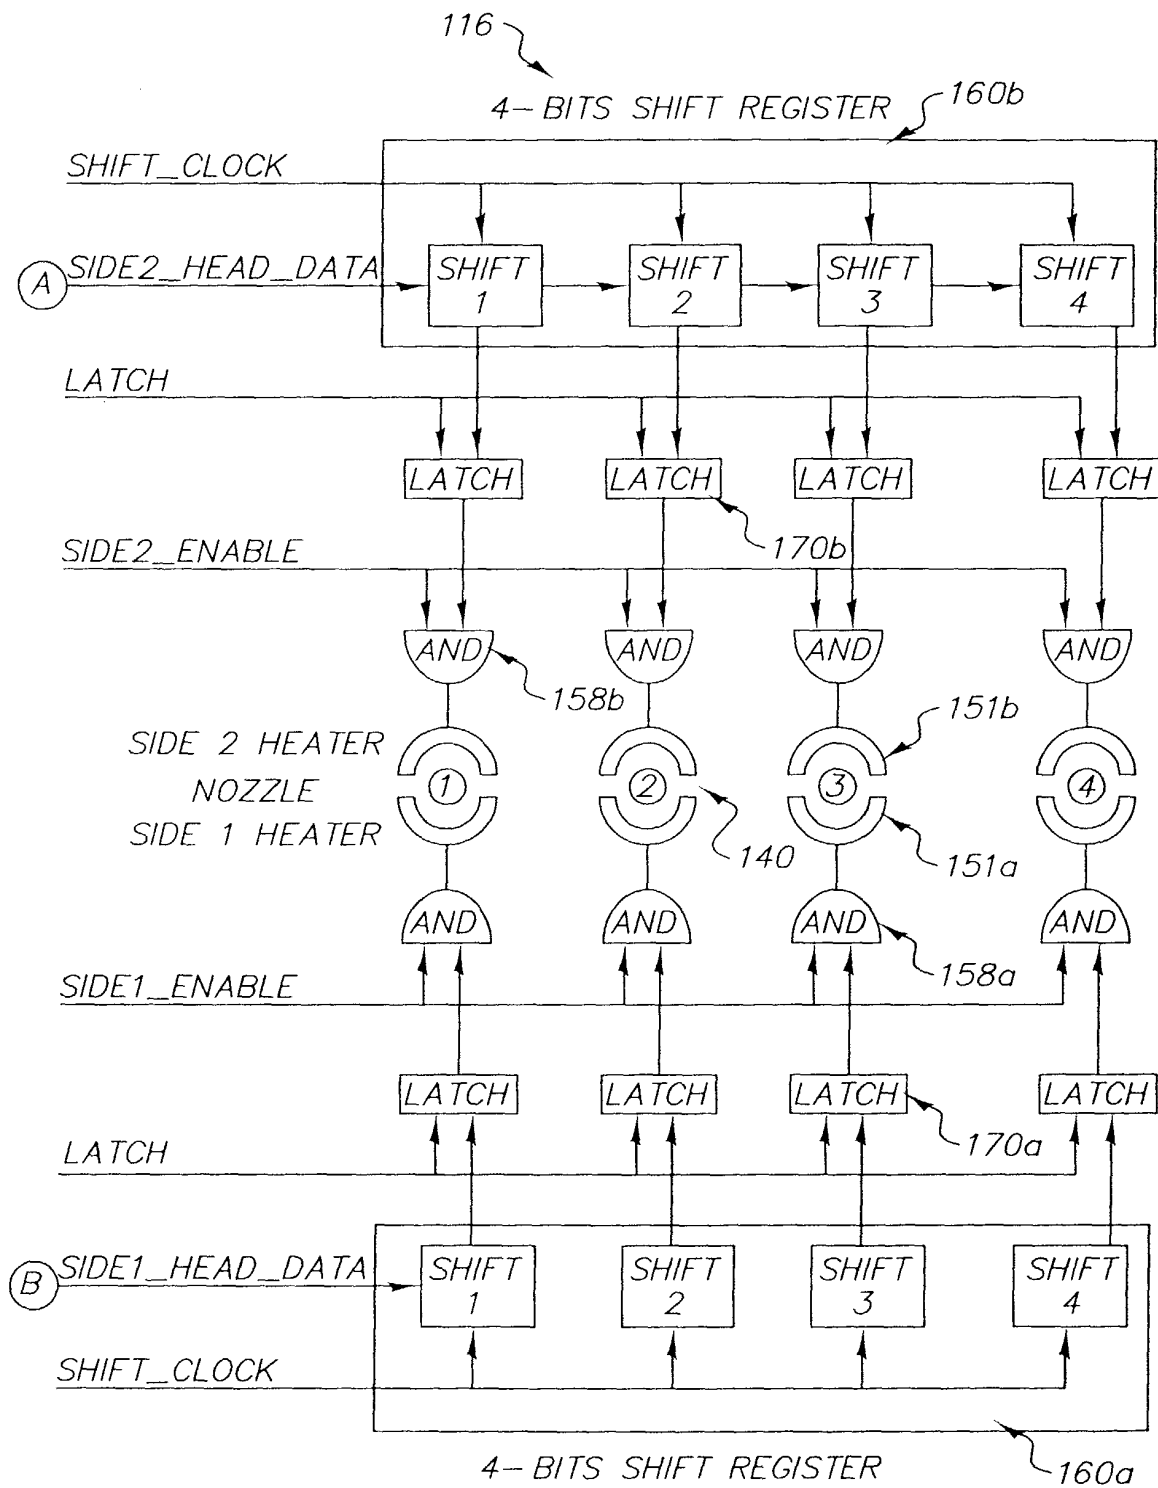 116
4-BITS SHIFT REGISTER
160b
SHIFT_CLOCK
A
SIDE2_HEAD_DATA
SHIFT 1
SHIFT 2
SHIFT 3
SHIFT 4
LATCH
LATCH
LATCH
LATCH
LATCH
170b
SIDE2_ENABLE
AND
AND
AND
AND
158b
151b
SIDE 2 HEATER
NOZZLE
1
2
3
4
SIDE 1 HEATER
140
151a
AND
AND
AND
AND
158a
SIDE1_ENABLE
LATCH
LATCH
LATCH
LATCH
170a
LATCH
B
SIDE1_HEAD_DATA
SHIFT 1
SHIFT 2
SHIFT 3
SHIFT 4
SHIFT_CLOCK
4-BITS SHIFT REGISTER
160a